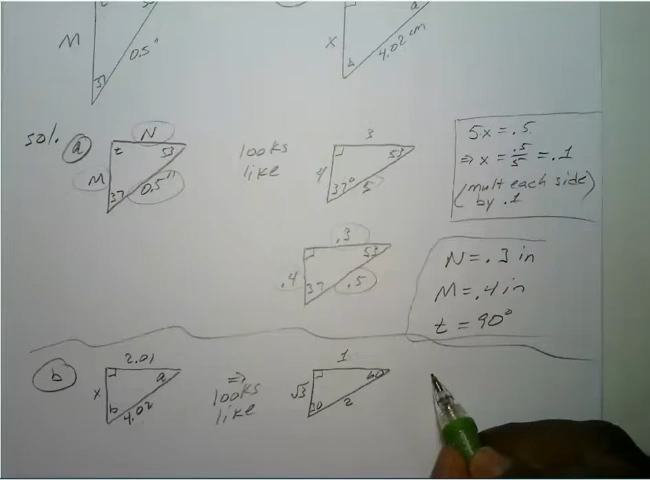 M
0.5"
x
b
a
4.02 cm
Sol.
a
N
t
53
M
37
0.5"
looks
like
3
4
53
37°
5
5x = .5
⇒ x = .5/5 = .1
(mult each side)
by .1
.3
53
.4
37
.5
N = .3 in
M = .4 in
t = 90°
b
2.01
x
a
b
4.02
⇒
looks
like
1
√3
60
30
2